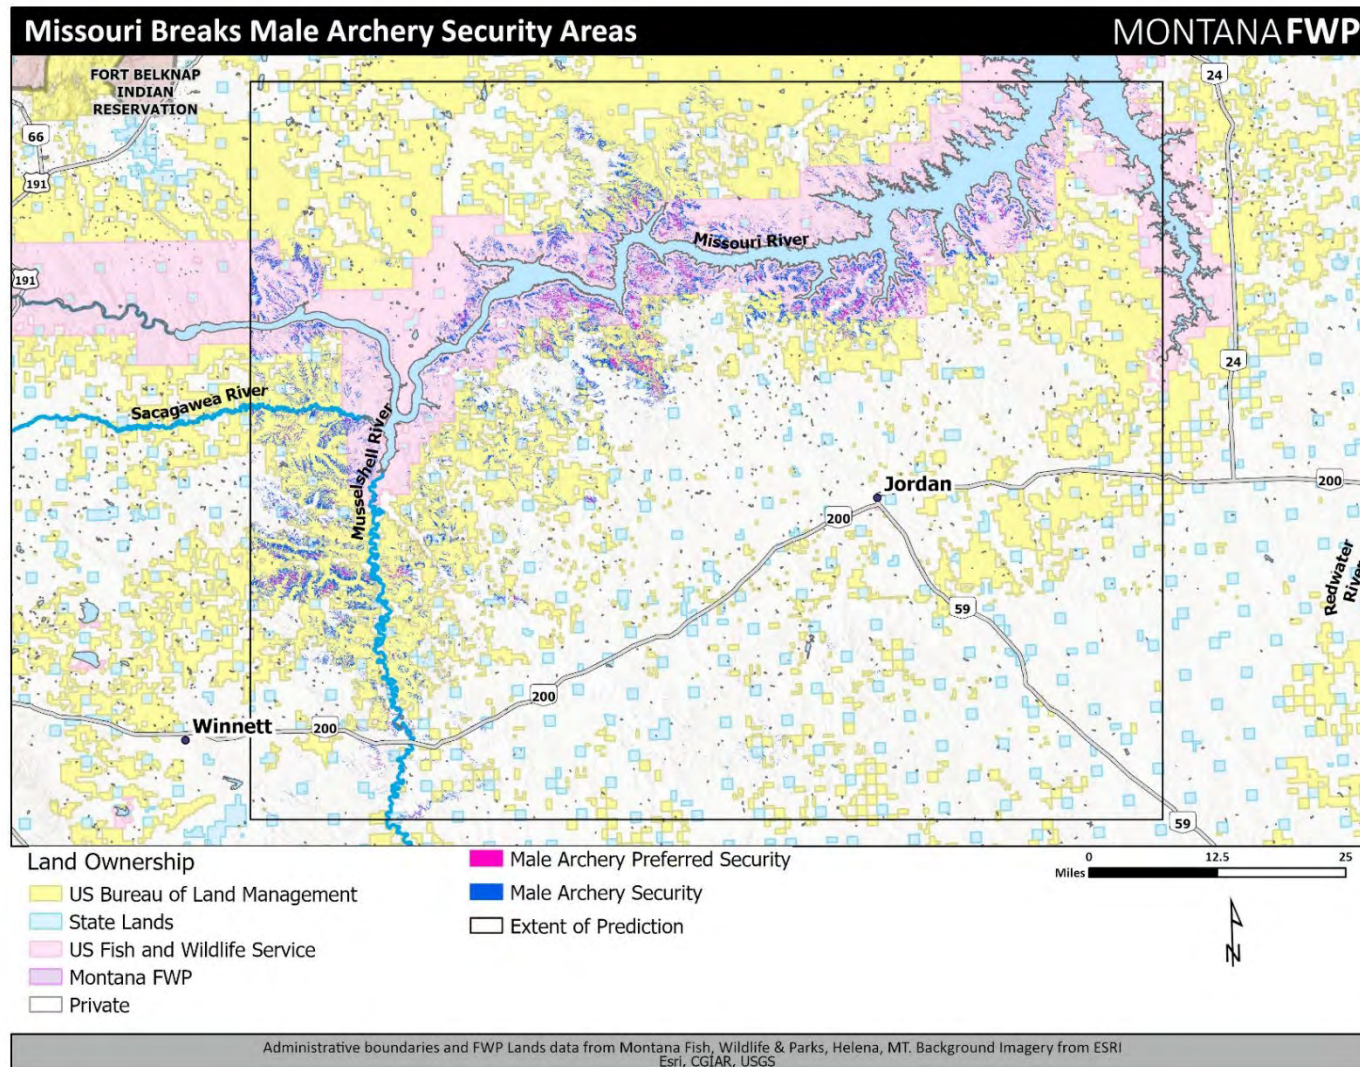 Missouri Breaks Male Archery Security Areas
MONTANA FWP
FORT BELKNAP
INDIAN
RESERVATION
24
66
191
191
Missouri River
24
Sacagawea River
Musselshell River
Jordan
200
200
Redwater
River
59
200
Winnett
200
59
Land Ownership
US Bureau of Land Management
State Lands
US Fish and Wildlife Service
Montana FWP
Private
Male Archery Preferred Security
Male Archery Security
Extent of Prediction
0 12.5 25
Miles
N
Administrative boundaries and FWP Lands data from Montana Fish, Wildlife & Parks, Helena, MT. Background Imagery from ESRI
Esri, CGIAR, USGS